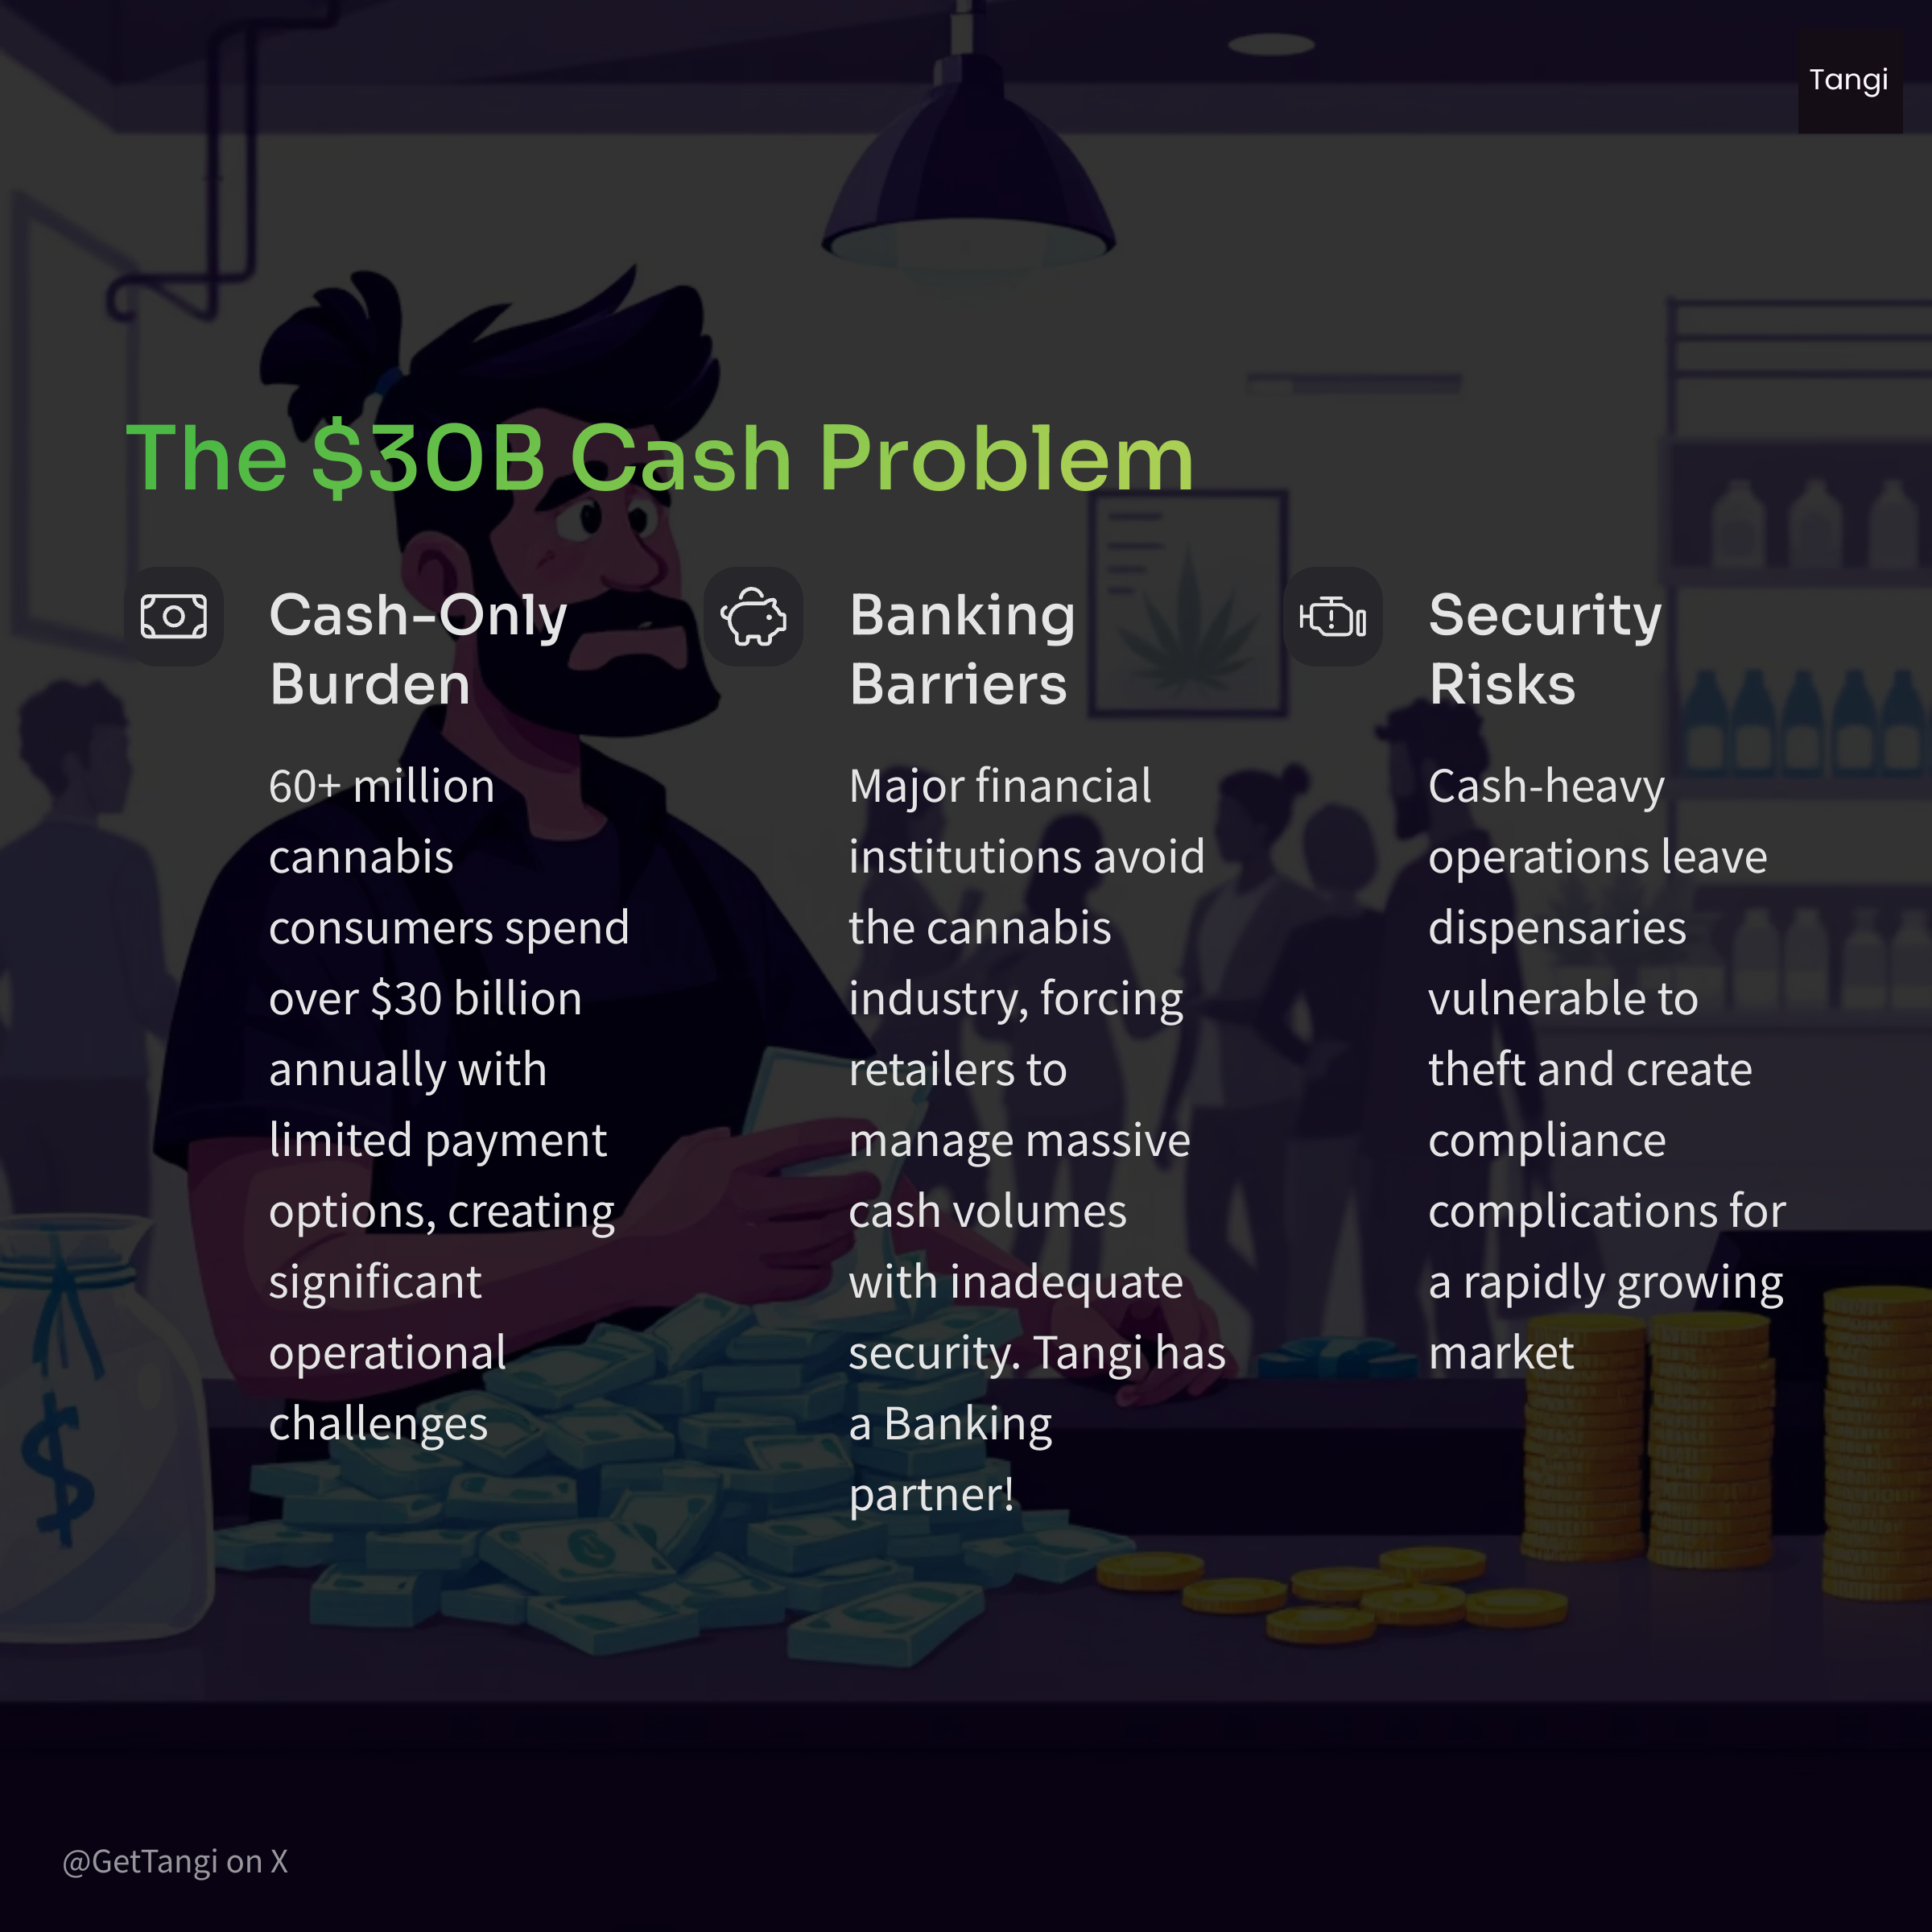 Tangi
The $30B Cash Problem
Cash-Only
Burden
60+ million
cannabis
consumers spend
over $30 billion
annually with
limited payment
options, creating
significant
operational
challenges
Banking
Barriers
Major financial
institutions avoid
the cannabis
industry, forcing
retailers to
manage massive
cash volumes
with inadequate
security. Tangi has
a Banking
partner!
Security
Risks
Cash-heavy
operations leave
dispensaries
vulnerable to
theft and create
compliance
complications for
a rapidly growing
market
$
@GetTangi on X